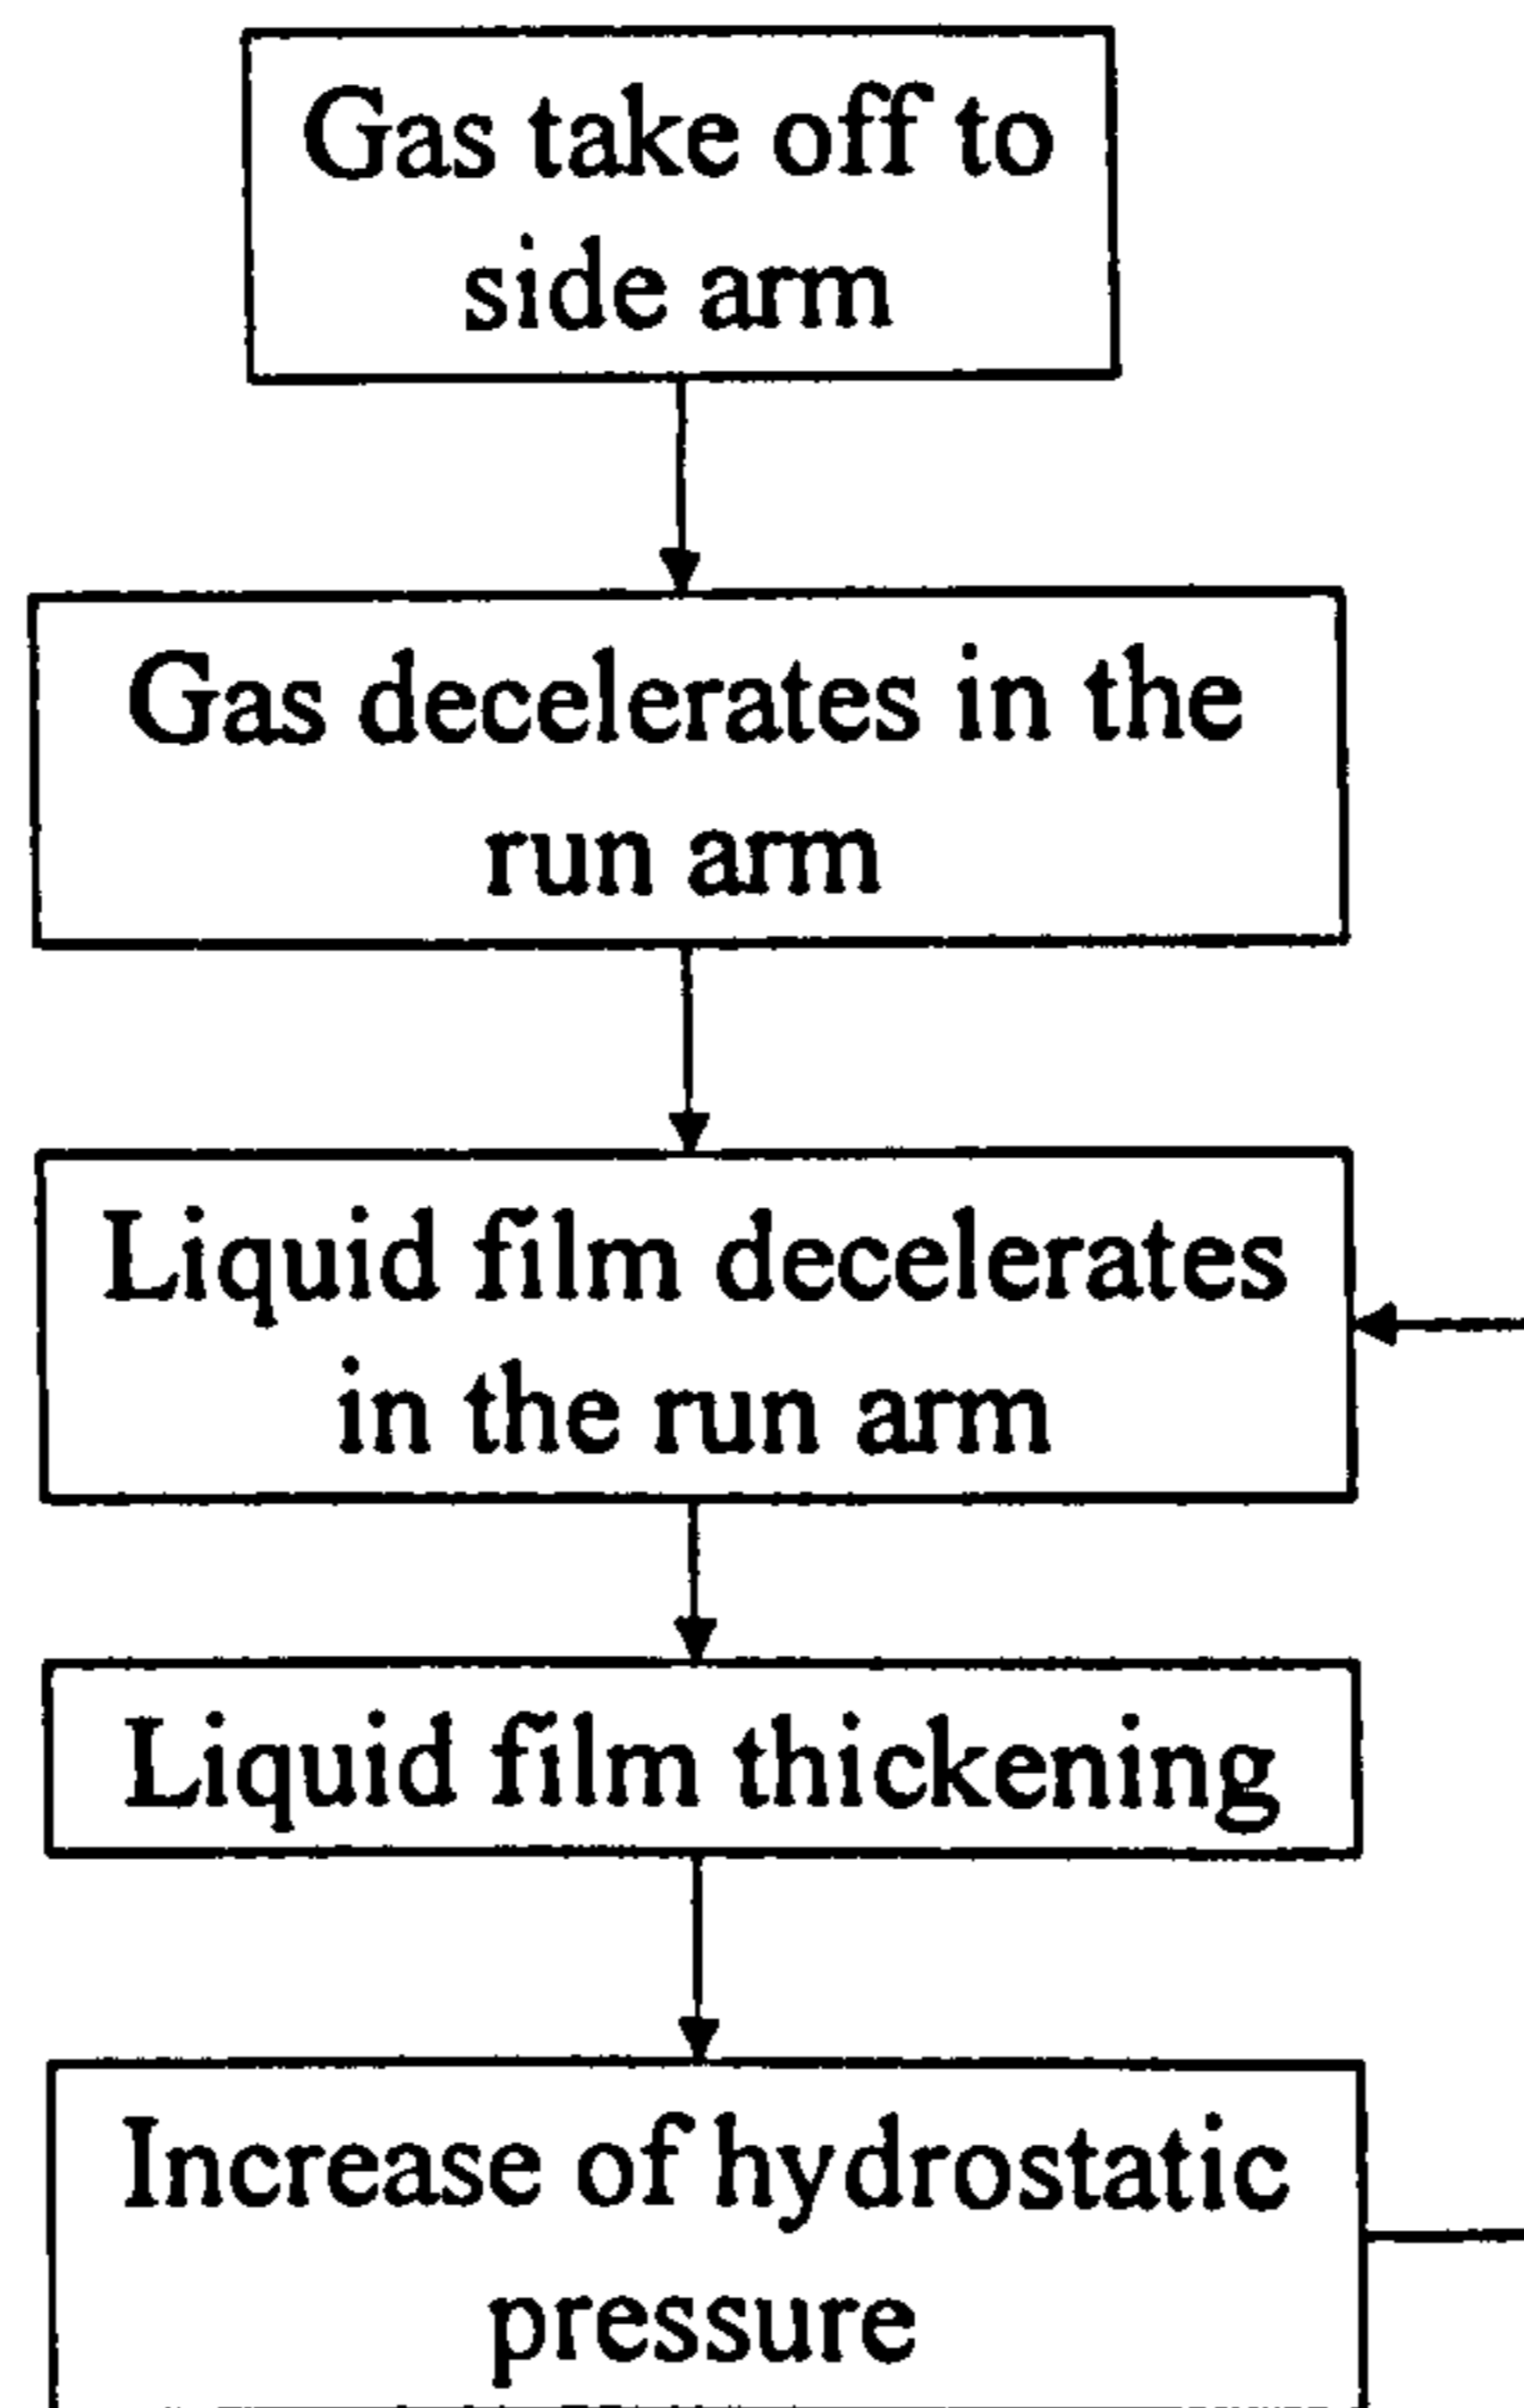 Gas take off to
side arm
Gas decelerates in the
run arm
Liquid film decelerates
in the run arm
Liquid film thickening
Increase of hydrostatic
pressure